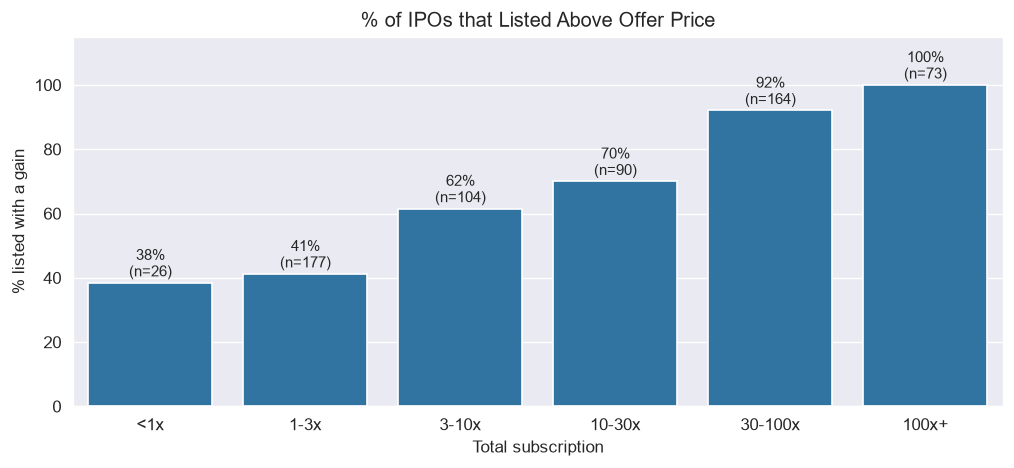 % of IPOs that Listed Above Offer Price
% listed with a gain
100
80
60
40
20
0
38%
(n=26)
41%
(n=177)
62%
(n=104)
70%
(n=90)
92%
(n=164)
100%
(n=73)
<1x
1-3x
3-10x
10-30x
30-100x
100x+
Total subscription